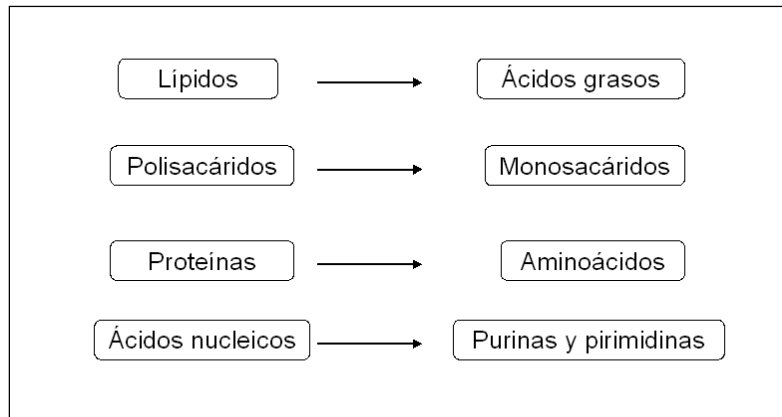 Lípidos
Ácidos grasos
Polisacáridos
Monosacáridos
Proteínas
Aminoácidos
Ácidos nucleicos
Purinas y pirimidinas